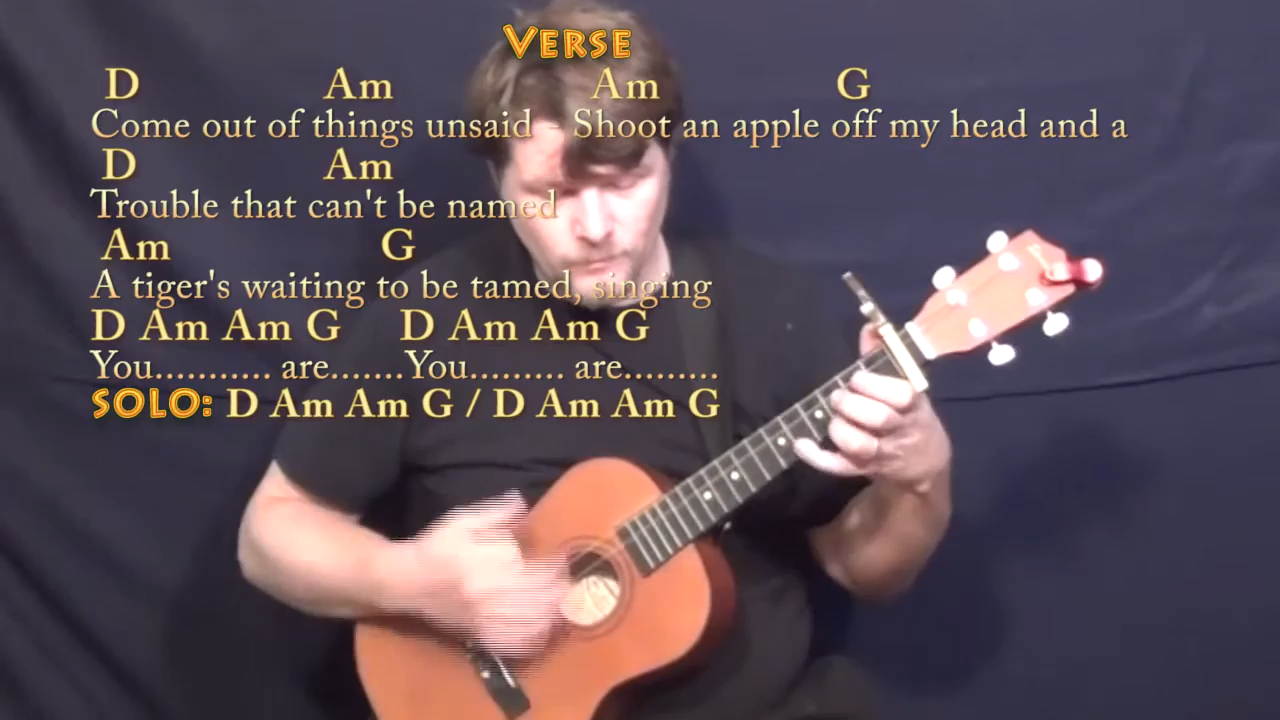 VERSE
D Am Am G
Come out of things unsaid - Shoot an apple off my head and a
D Am
Trouble that can't be named
Am G
A tiger's waiting to be tamed, singing
D Am Am G D Am Am G
You........... are.......You......... are.........
SOLO: D Am Am G / D Am Am G